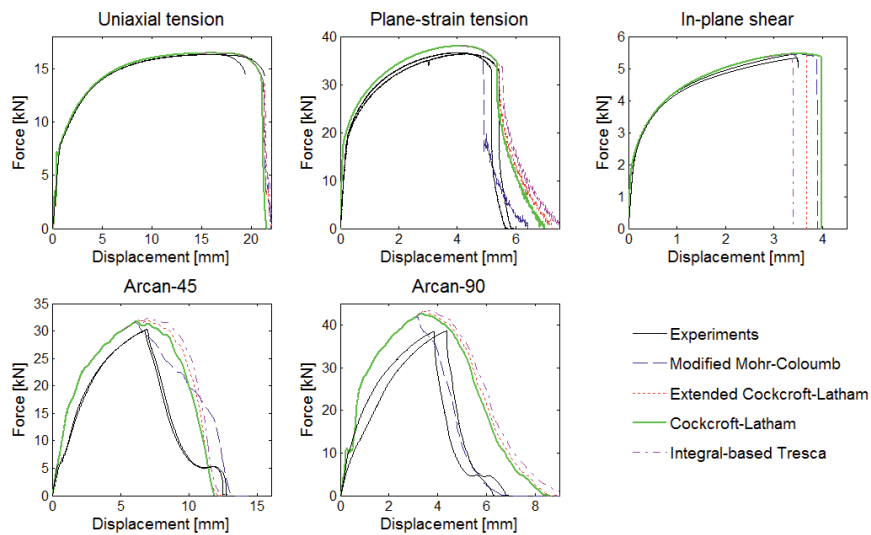 Uniaxial tension
Force [kN]
15
10
5
0
0 5 10 15 20
Displacement [mm]
Plane-strain tension
Force [kN]
40
30
20
10
0
0 2 4 6
Displacement [mm]
In-plane shear
Force [kN]
6
5
4
3
2
1
0
0 1 2 3 4
Displacement [mm]
Arcan-45
Force [kN]
35
30
25
20
15
10
5
0
0 5 10 15
Displacement [mm]
Arcan-90
Force [kN]
40
30
20
10
0
0 2 4 6 8
Displacement [mm]
Experiments
Modified Mohr-Coloumb
Extended Cockcroft-Latham
Cockcroft-Latham
Integral-based Tresca